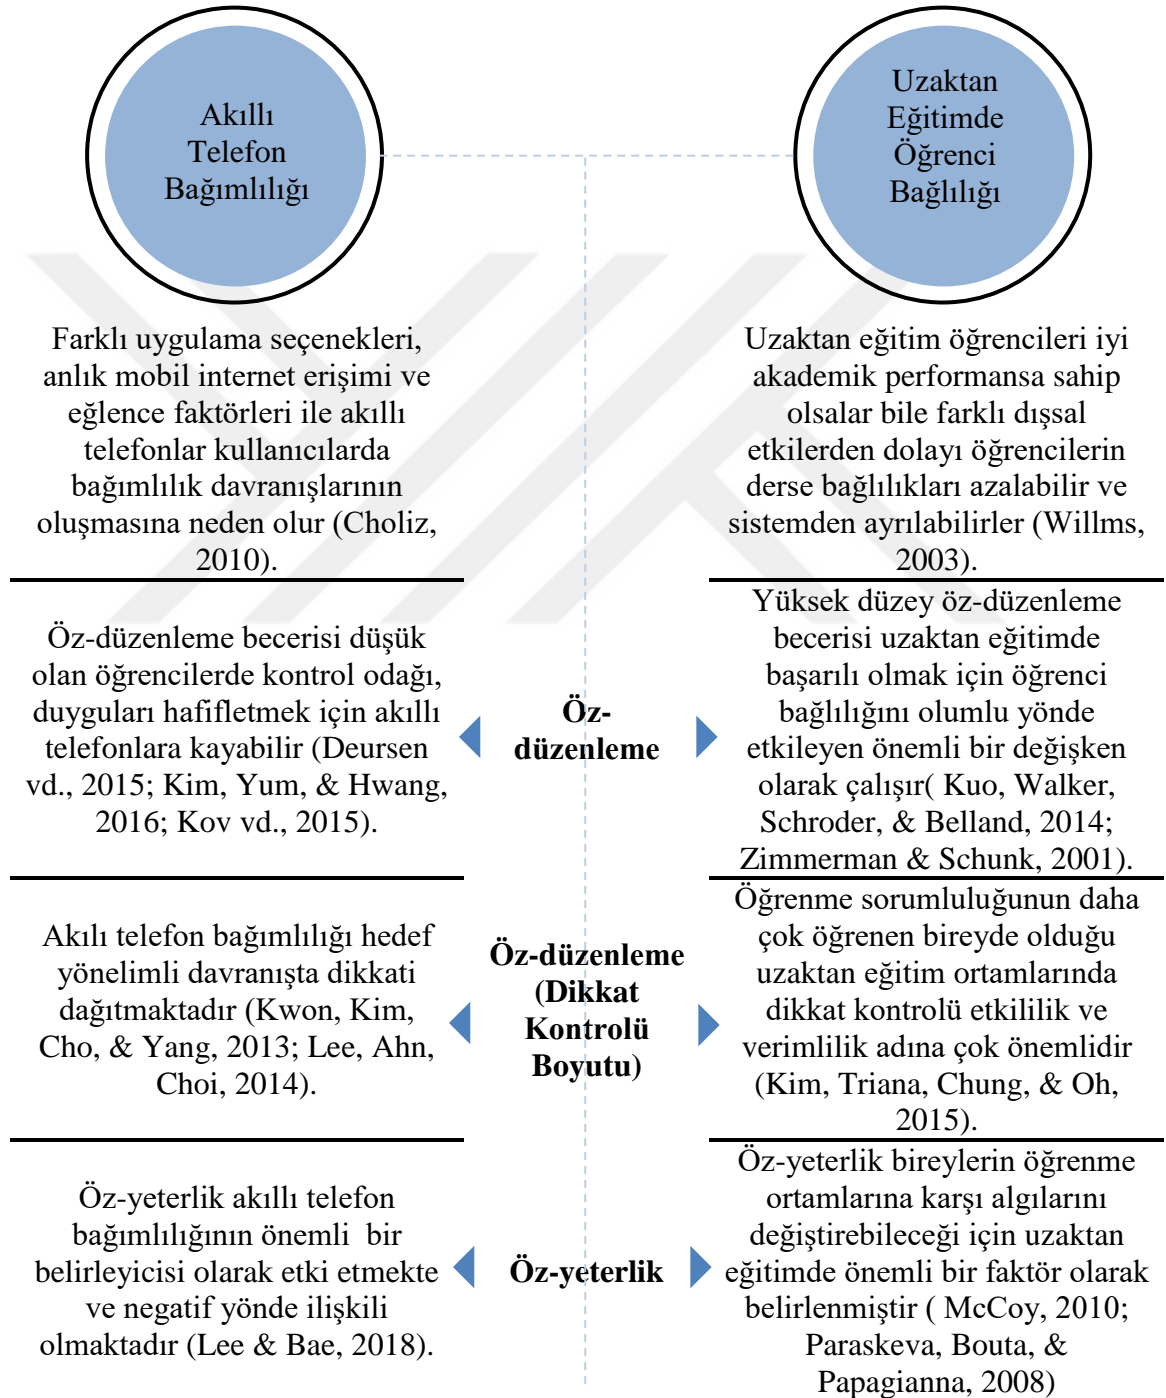 Akıllı
Telefon
Bağımlılığı
Uzaktan
Eğitimde
Öğrenci
Bağlılığı
Farklı uygulama seçenekleri,
anlık mobil internet erişimi ve
eğlence faktörleri ile akıllı
telefonlar kullanıcılarda
bağımlılık davranışlarının
oluşmasına neden olur (Choliz,
2010).
Uzaktan eğitim öğrencileri iyi
akademik performansa sahip
olsalar bile farklı dışsal
etkilerden dolayı öğrencilerin
derse bağlılıkları azalabilir ve
sistemden ayrılabilirler (Willms,
2003).
Öz-düzenleme becerisi düşük
olan öğrencilerde kontrol odağı,
duyguları hafifletmek için akıllı
telefonlara kayabilir (Deursen
vd., 2015; Kim, Yum, & Hwang,
2016; Kov vd., 2015).
Öz-
düzenleme
Yüksek düzey öz-düzenleme
becerisi uzaktan eğitimde
başarılı olmak için öğrenci
bağlılığını olumlu yönde
etkileyen önemli bir değişken
olarak çalışır( Kuo, Walker,
Schroder, & Belland, 2014;
Zimmerman & Schunk, 2001).
Akılı telefon bağımlılığı hedef
yönelimli davranışta dikkati
dağıtmaktadır (Kwon, Kim,
Cho, & Yang, 2013; Lee, Ahn,
Choi, 2014).
Öz-düzenleme
(Dikkat
Kontrolü
Boyutu)
Öğrenme sorumluluğunun daha
çok öğrenen bireyde olduğu
uzaktan eğitim ortamlarında
dikkat kontrolü etkililik ve
verimlilik adına çok önemlidir
(Kim, Triana, Chung, & Oh,
2015).
Öz-yeterlik akıllı telefon
bağımlılığının önemli  bir
belirleyicisi olarak etki etmekte
ve negatif yönde ilişkili
olmaktadır (Lee & Bae, 2018).
Öz-yeterlik
Öz-yeterlik bireylerin öğrenme
ortamlarına karşı algılarını
değiştirebileceği için uzaktan
eğitimde önemli bir faktör olarak
belirlenmiştir ( McCoy, 2010;
Paraskeva, Bouta, &
Papagianna, 2008)